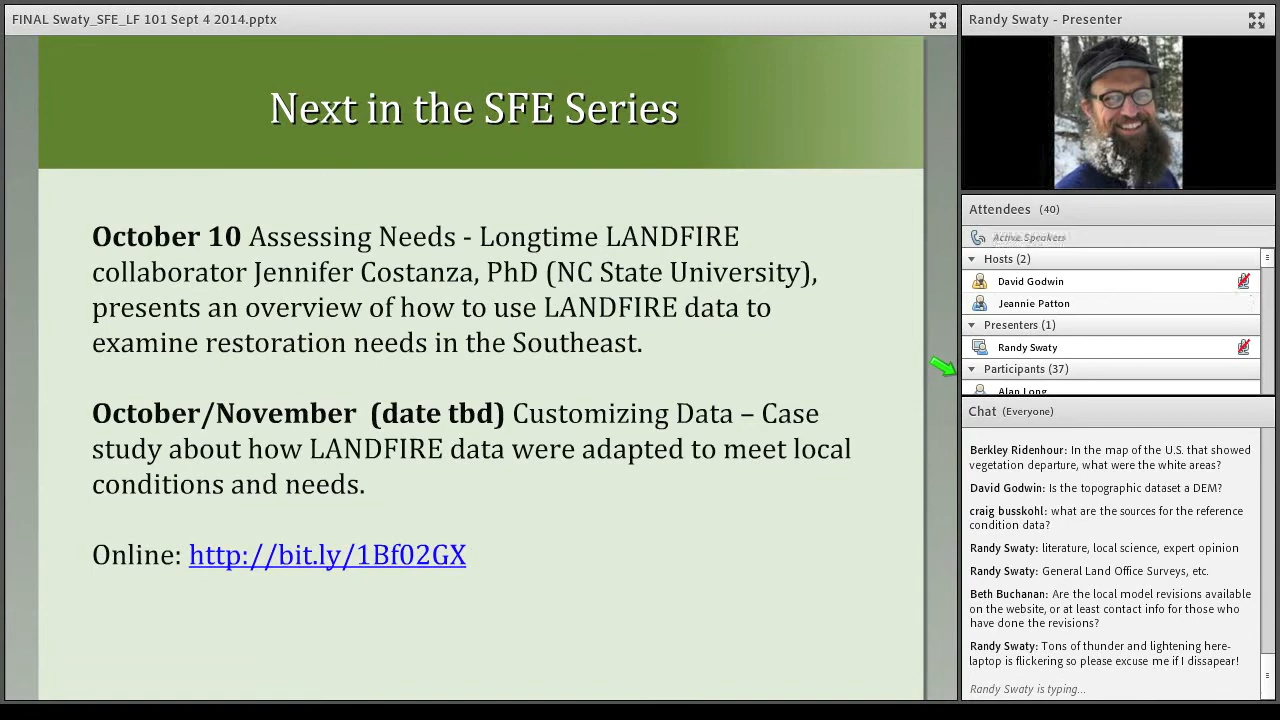 FINAL Swaty_SFE_LF 101 Sept 4 2014.pptx
Next in the SFE Series
October 10 Assessing Needs - Longtime LANDFIRE
collaborator Jennifer Costanza, PhD (NC State University),
presents an overview of how to use LANDFIRE data to
examine restoration needs in the Southeast.
October/November (date tbd) Customizing Data – Case
study about how LANDFIRE data were adapted to meet local
conditions and needs.
Online: http://bit.ly/1Bf02GX
Randy Swaty - Presenter
Attendees (40)
Active Speakers
Hosts (2)
David Godwin
Jeannie Patton
Presenters (1)
Randy Swaty
Participants (37)
Alan Long
Chat (Everyone)
Berkley Ridenhour: In the map of the U.S. that showed
vegetation departure, what were the white areas?
David Godwin: Is the topographic dataset a DEM?
craig busskohl: what are the sources for the reference
condition data?
Randy Swaty: literature, local science, expert opinion
Randy Swaty: General Land Office Surveys, etc.
Beth Buchanan: Are the local model revisions available
on the website, or at least contact info for those who
have done the revisions?
Randy Swaty: Tons of thunder and lightening here-
laptop is flickering so please excuse me if I dissapear!
Randy Swaty is typing...